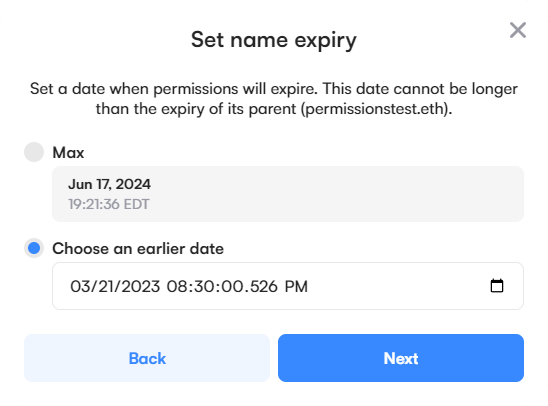 Set name expiry
Set a date when permissions will expire. This date cannot be longer
than the expiry of its parent (permissionstest.eth).
Max
Jun 17, 2024
19:21:36 EDT
Choose an earlier date
03/21/2023 08:30:00.526 PM
Back
Next